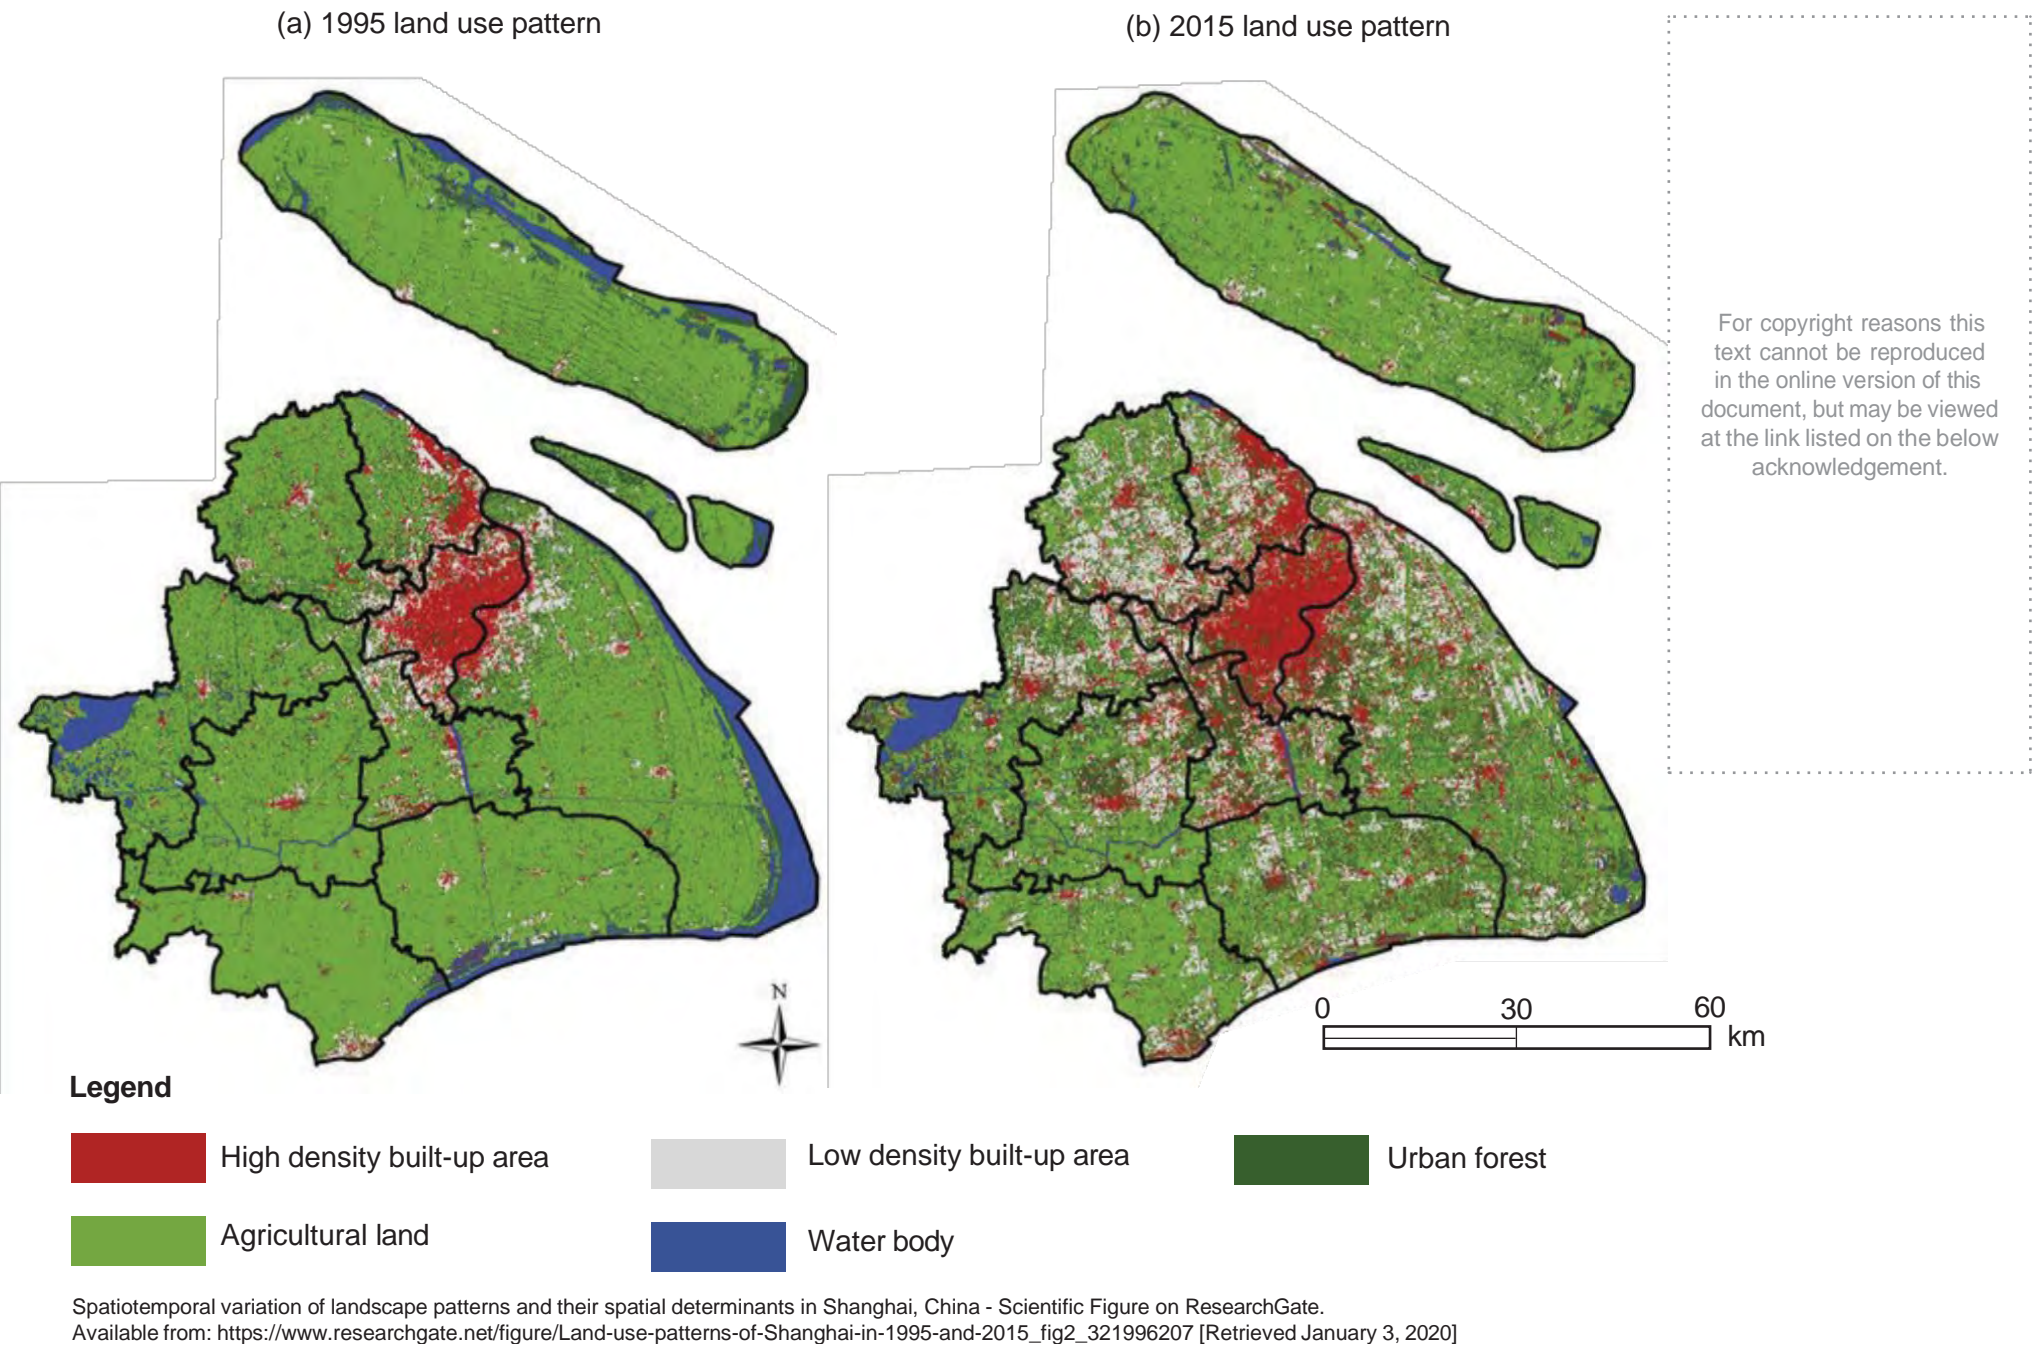 (a) 1995 land use pattern
(b) 2015 land use pattern
For copyright reasons this
text cannot be reproduced
in the online version of this
document, but may be viewed
at the link listed on the below
acknowledgement.
N
0 30 60
km
Legend
High density built-up area
Low density built-up area
Urban forest
Agricultural land
Water body
Spatiotemporal variation of landscape patterns and their spatial determinants in Shanghai, China - Scientific Figure on ResearchGate.
Available from: https://www.researchgate.net/figure/Land-use-patterns-of-Shanghai-in-1995-and-2015_fig2_321996207 [Retrieved January 3, 2020]